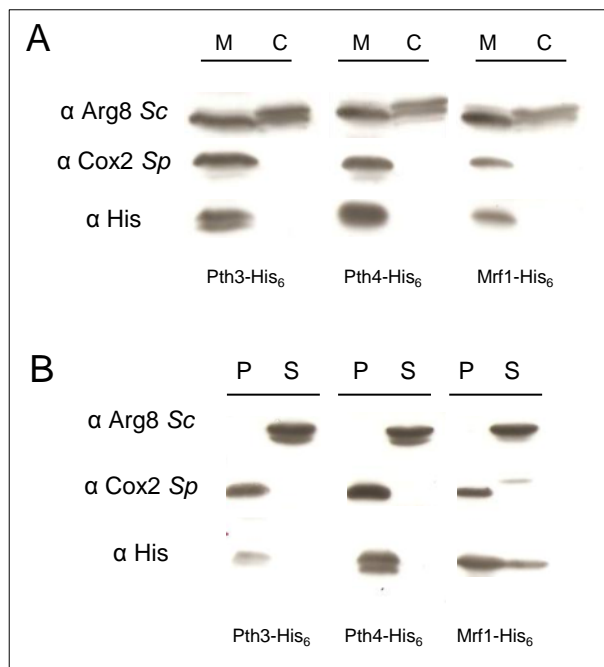 A
M C M C M C
α Arg8 Sc
α Cox2 Sp
α His
Pth3-His₆ Pth4-His₆ Mrf1-His₆
B
P S P S P S
α Arg8 Sc
α Cox2 Sp
α His
Pth3-His₆ Pth4-His₆ Mrf1-His₆